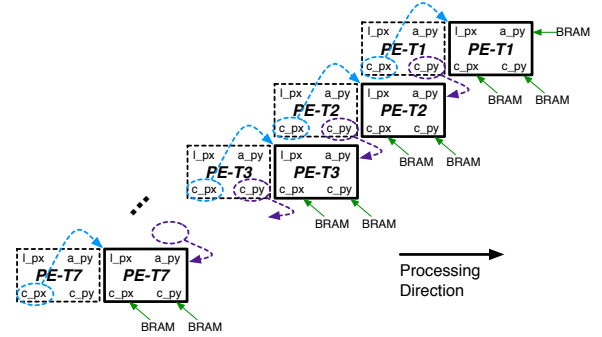 l_px a_py l_px a_py
PE-T1 PE-T1 BRAM
c_px c_py c_px c_py
l_px a_py l_px a_py BRAM BRAM
PE-T2 PE-T2
c_px c_py c_px c_py
l_px a_py l_px a_py BRAM BRAM
PE-T3 PE-T3
c_px c_py c_px c_py
BRAM BRAM
l_px a_py l_px a_py
PE-T7 PE-T7
c_px c_py c_px c_py
BRAM BRAM
Processing
Direction